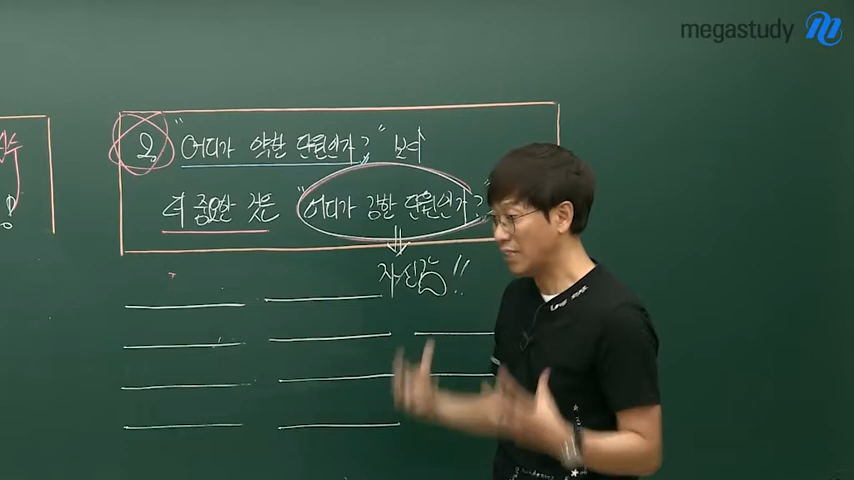 megastudy
2. "어디가 약한 단원인가?" 보다
더 중요한 것은 "어디가 강한 단원인가?"
자신감!!